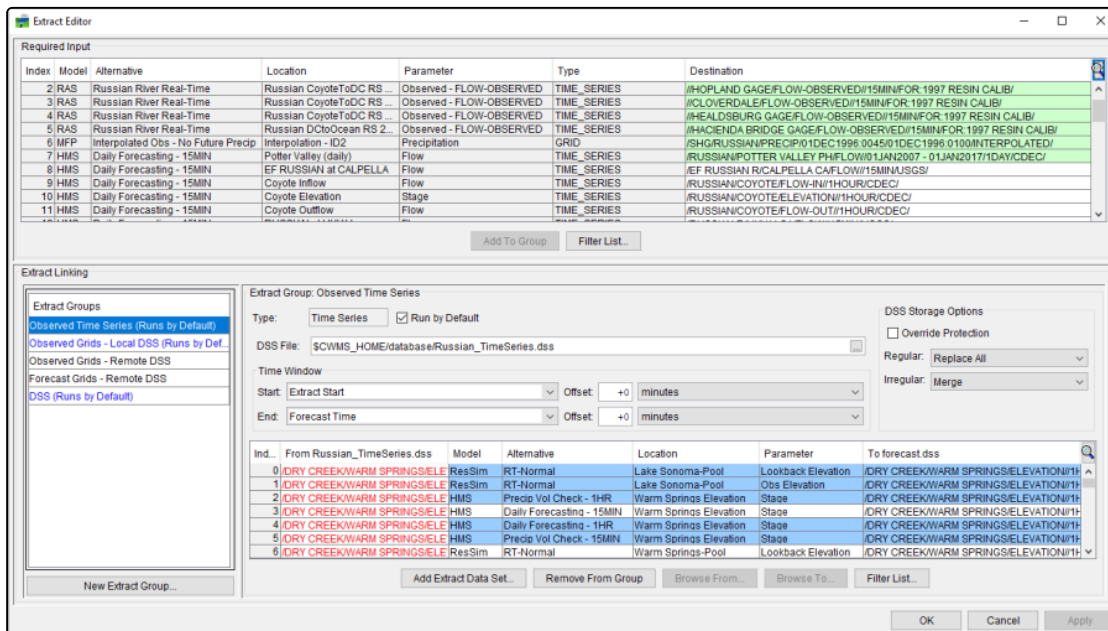 Extract Editor
Required Input
Index Model Alternative Location Parameter Type Destination
2 RAS Russian River Real-Time Russian CoyoteToDC RS ... Observed - FLOW-OBSERVED TIME_SERIES //HOPLAND GAGE/FLOW-OBSERVED//15MIN/FOR:1997 RESIN CALIB/
3 RAS Russian River Real-Time Russian CoyoteToDC RS ... Observed - FLOW-OBSERVED TIME_SERIES //CLOVERDALE/FLOW-OBSERVED//15MIN/FOR:1997 RESIN CALIB/
4 RAS Russian River Real-Time Russian CoyoteToDC RS ... Observed - FLOW-OBSERVED TIME_SERIES //HEALDSBURG GAGE/FLOW-OBSERVED//15MIN/FOR:1997 RESIN CALIB/
5 RAS Russian River Real-Time Russian DCtoOcean RS 2... Observed - FLOW-OBSERVED TIME_SERIES //HACIENDA BRIDGE GAGE/FLOW-OBSERVED//15MIN/FOR:1997 RESIN CALIB/
6 MFP Interpolated Obs - No Future Precip Interpolation - ID2 Precipitation GRID /SHG/RUSSIAN/PRECIP/01DEC1996:0045/01DEC1996:0100/INTERPOLATED/
7 HMS Daily Forecasting - 15MIN Potter Valley (daily) Flow TIME_SERIES /RUSSIAN/POTTER VALLEY PH/FLOW/01JAN2007 - 01JAN2017/1DAY/CDEC/
8 HMS Daily Forecasting - 15MIN EF RUSSIAN at CALPELLA Flow TIME_SERIES /EF RUSSIAN R/CALPELLA CA/FLOW//15MIN/USGS/
9 HMS Daily Forecasting - 15MIN Coyote Inflow Flow TIME_SERIES /RUSSIAN/COYOTE/FLOW-IN//1HOUR/CDEC/
10 HMS Daily Forecasting - 15MIN Coyote Elevation Stage TIME_SERIES /RUSSIAN/COYOTE/ELEVATION//1HOUR/CDEC/
11 HMS Daily Forecasting - 15MIN Coyote Outflow Flow TIME_SERIES /RUSSIAN/COYOTE/FLOW-OUT//1HOUR/CDEC/
Add To Group Filter List...
Extract Linking
Extract Groups
Observed Time Series (Runs by Default)
Observed Grids - Local DSS (Runs by Def...
Observed Grids - Remote DSS
Forecast Grids - Remote DSS
DSS (Runs by Default)
New Extract Group...
Extract Group: Observed Time Series
Type: Time Series Run by Default
DSS File: $CWMS_HOME/database/Russian_TimeSeries.dss ...
Time Window
Start: Extract Start Offset: +0 minutes
End: Forecast Time Offset: +0 minutes
DSS Storage Options
Override Protection
Regular: Replace All
Irregular: Merge
Ind... From Russian_TimeSeries.dss Model Alternative Location Parameter To forecast.dss
0 /DRY CREEK/WARM SPRINGS/ELE ResSim RT-Normal Lake Sonoma-Pool Lookback Elevation /DRY CREEK/WARM SPRINGS/ELEVATION//1H
1 /DRY CREEK/WARM SPRINGS/ELE ResSim RT-Normal Lake Sonoma-Pool Obs Elevation /DRY CREEK/WARM SPRINGS/ELEVATION//1H
2 /DRY CREEK/WARM SPRINGS/ELE HMS Precip Vol Check - 1HR Warm Springs Elevation Stage /DRY CREEK/WARM SPRINGS/ELEVATION//1H
3 /DRY CREEK/WARM SPRINGS/ELE HMS Daily Forecasting - 15MIN Warm Springs Elevation Stage /DRY CREEK/WARM SPRINGS/ELEVATION//1H
4 /DRY CREEK/WARM SPRINGS/ELE HMS Daily Forecasting - 1HR Warm Springs Elevation Stage /DRY CREEK/WARM SPRINGS/ELEVATION//1H
5 /DRY CREEK/WARM SPRINGS/ELE HMS Precip Vol Check - 15MIN Warm Springs Elevation Stage /DRY CREEK/WARM SPRINGS/ELEVATION//1H
6 /DRY CREEK/WARM SPRINGS/ELE ResSim RT-Normal Warm Springs-Pool Lookback Elevation /DRY CREEK/WARM SPRINGS/ELEVATION//1H
Add Extract Data Set... Remove From Group Browse From... Browse To... Filter List...
OK Cancel Apply